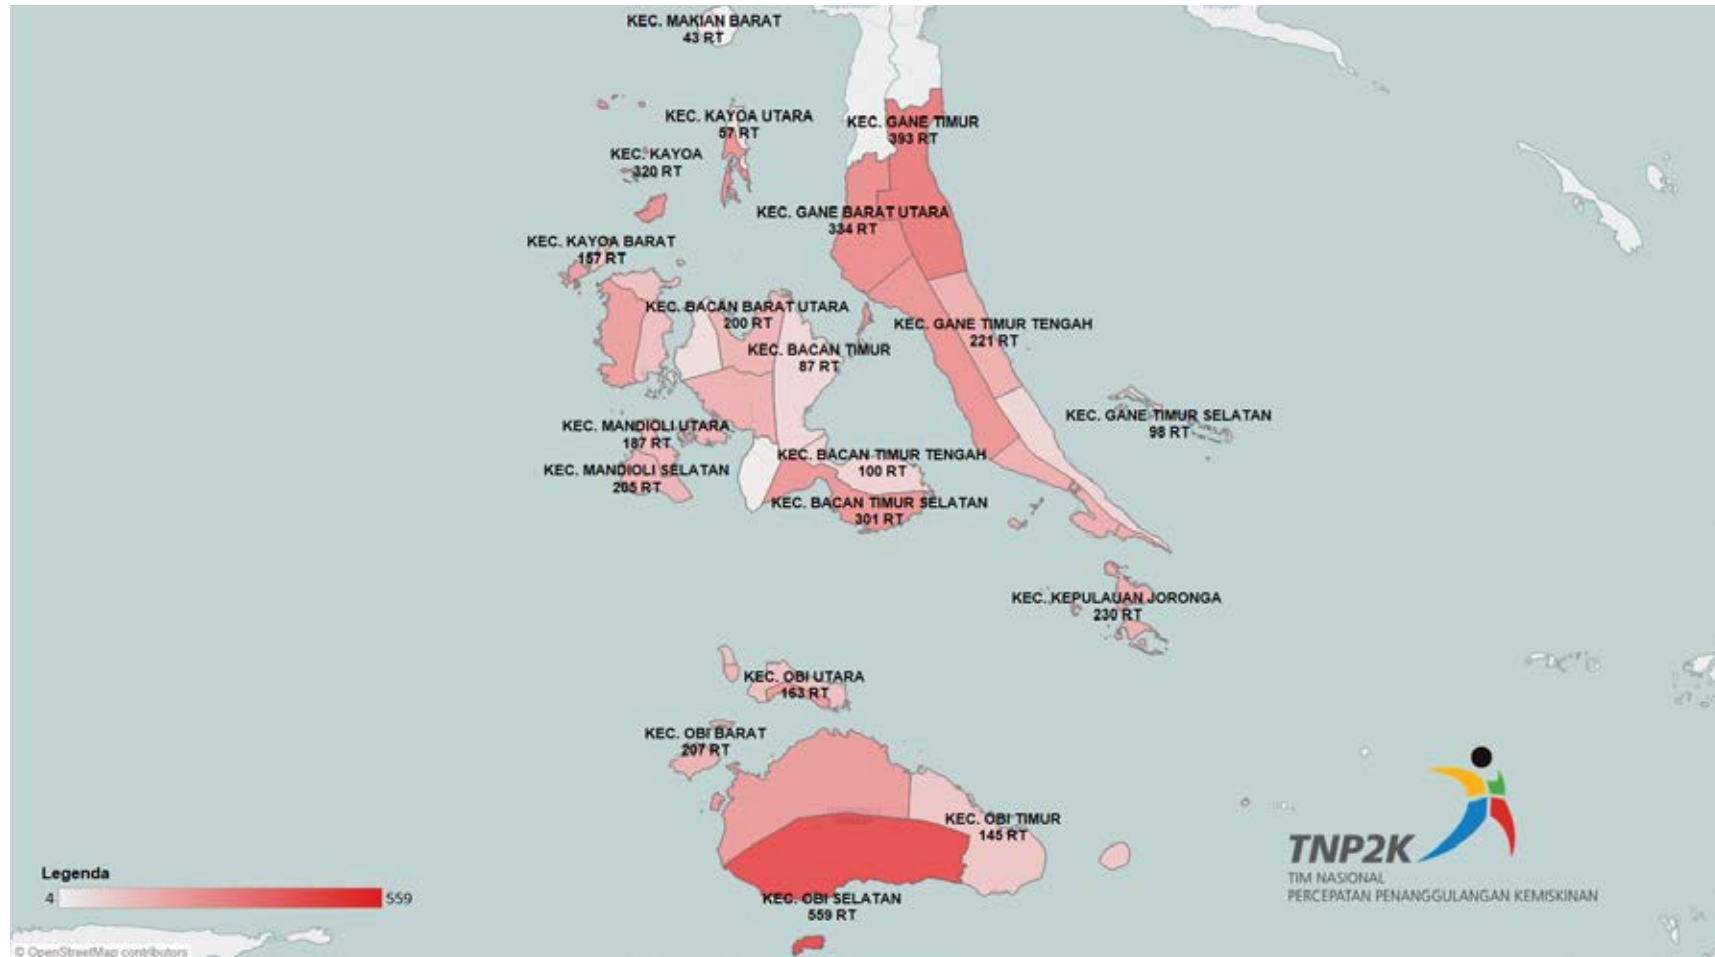 KEC. MAKIAN BARAT
43 RT
KEC. KAYOA UTARA
57 RT
KEC. GANE TIMUR
393 RT
KEC. KAYOA
320 RT
KEC. GANE BARAT UTARA
334 RT
KEC. KAYOA BARAT
157 RT
KEC. BACAN BARAT UTARA
200 RT
KEC. GANE TIMUR TENGAH
221 RT
KEC. BACAN TIMUR
87 RT
KEC. GANE TIMUR SELATAN
98 RT
KEC. MANDIOLI UTARA
187 RT
KEC. BACAN TIMUR TENGAH
100 RT
KEC. MANDIOLI SELATAN
205 RT
KEC. BACAN TIMUR SELATAN
301 RT
KEC. KEPULAUAN JORONGA
230 RT
KEC. OBI UTARA
163 RT
KEC. OBI BARAT
207 RT
KEC. OBI TIMUR
145 RT
KEC. OBI SELATAN
559 RT
TNP2K
TIM NASIONAL
PERCEPATAN PENANGGULANGAN KEMISKINAN
Legenda
4 559
© OpenStreetMap contributors